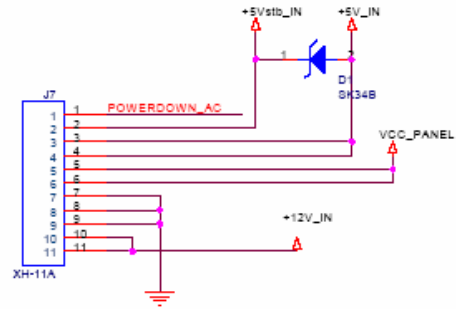 +5Vstb_IN +5V_IN
1 2
D1
SK34B
J7
1 1 POWERDOWN_AC
2 2
3 3
4 4
VCC_PANEL
5 5
6 6
7 7
8 8
9 9
+12V_IN
10 10
11 11
XH-11A